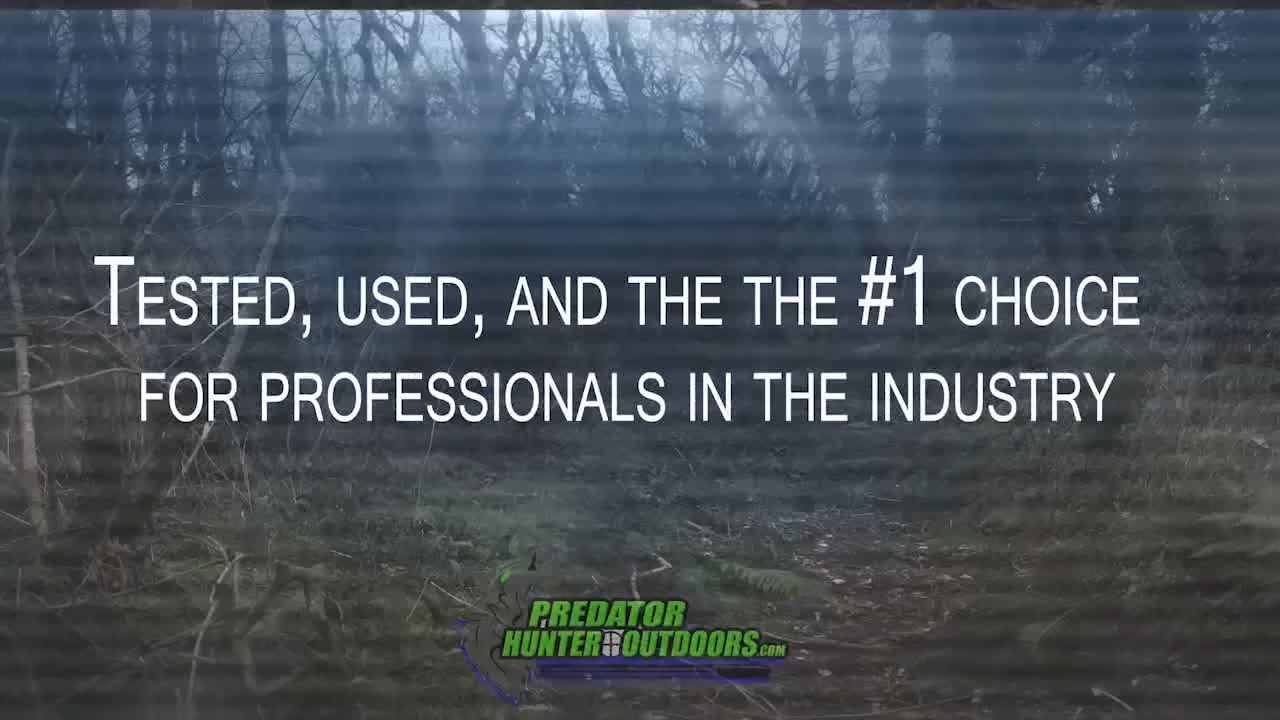 Tested, used, and the the #1 choice
for professionals in the industry
PREDATOR
HUNTER OUTDOORS.COM